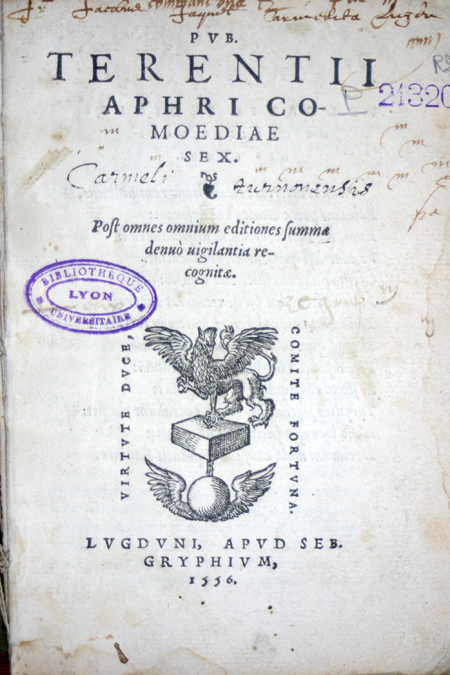 PVB.
TERENTII
APHRI CO-
MOEDIAE
SEX.
Carmeli Turnonensis
Post omnes omnium editiones summa
denuò uigilantia re-
cognitæ.
BIBLIOTHEQUE
LYON
UNIVERSITAIRE
VIRTVTE DVCE,
COMITE FORTVNA.
LVGDVNI, APVD SEB.
GRYPHIVM,
1556.